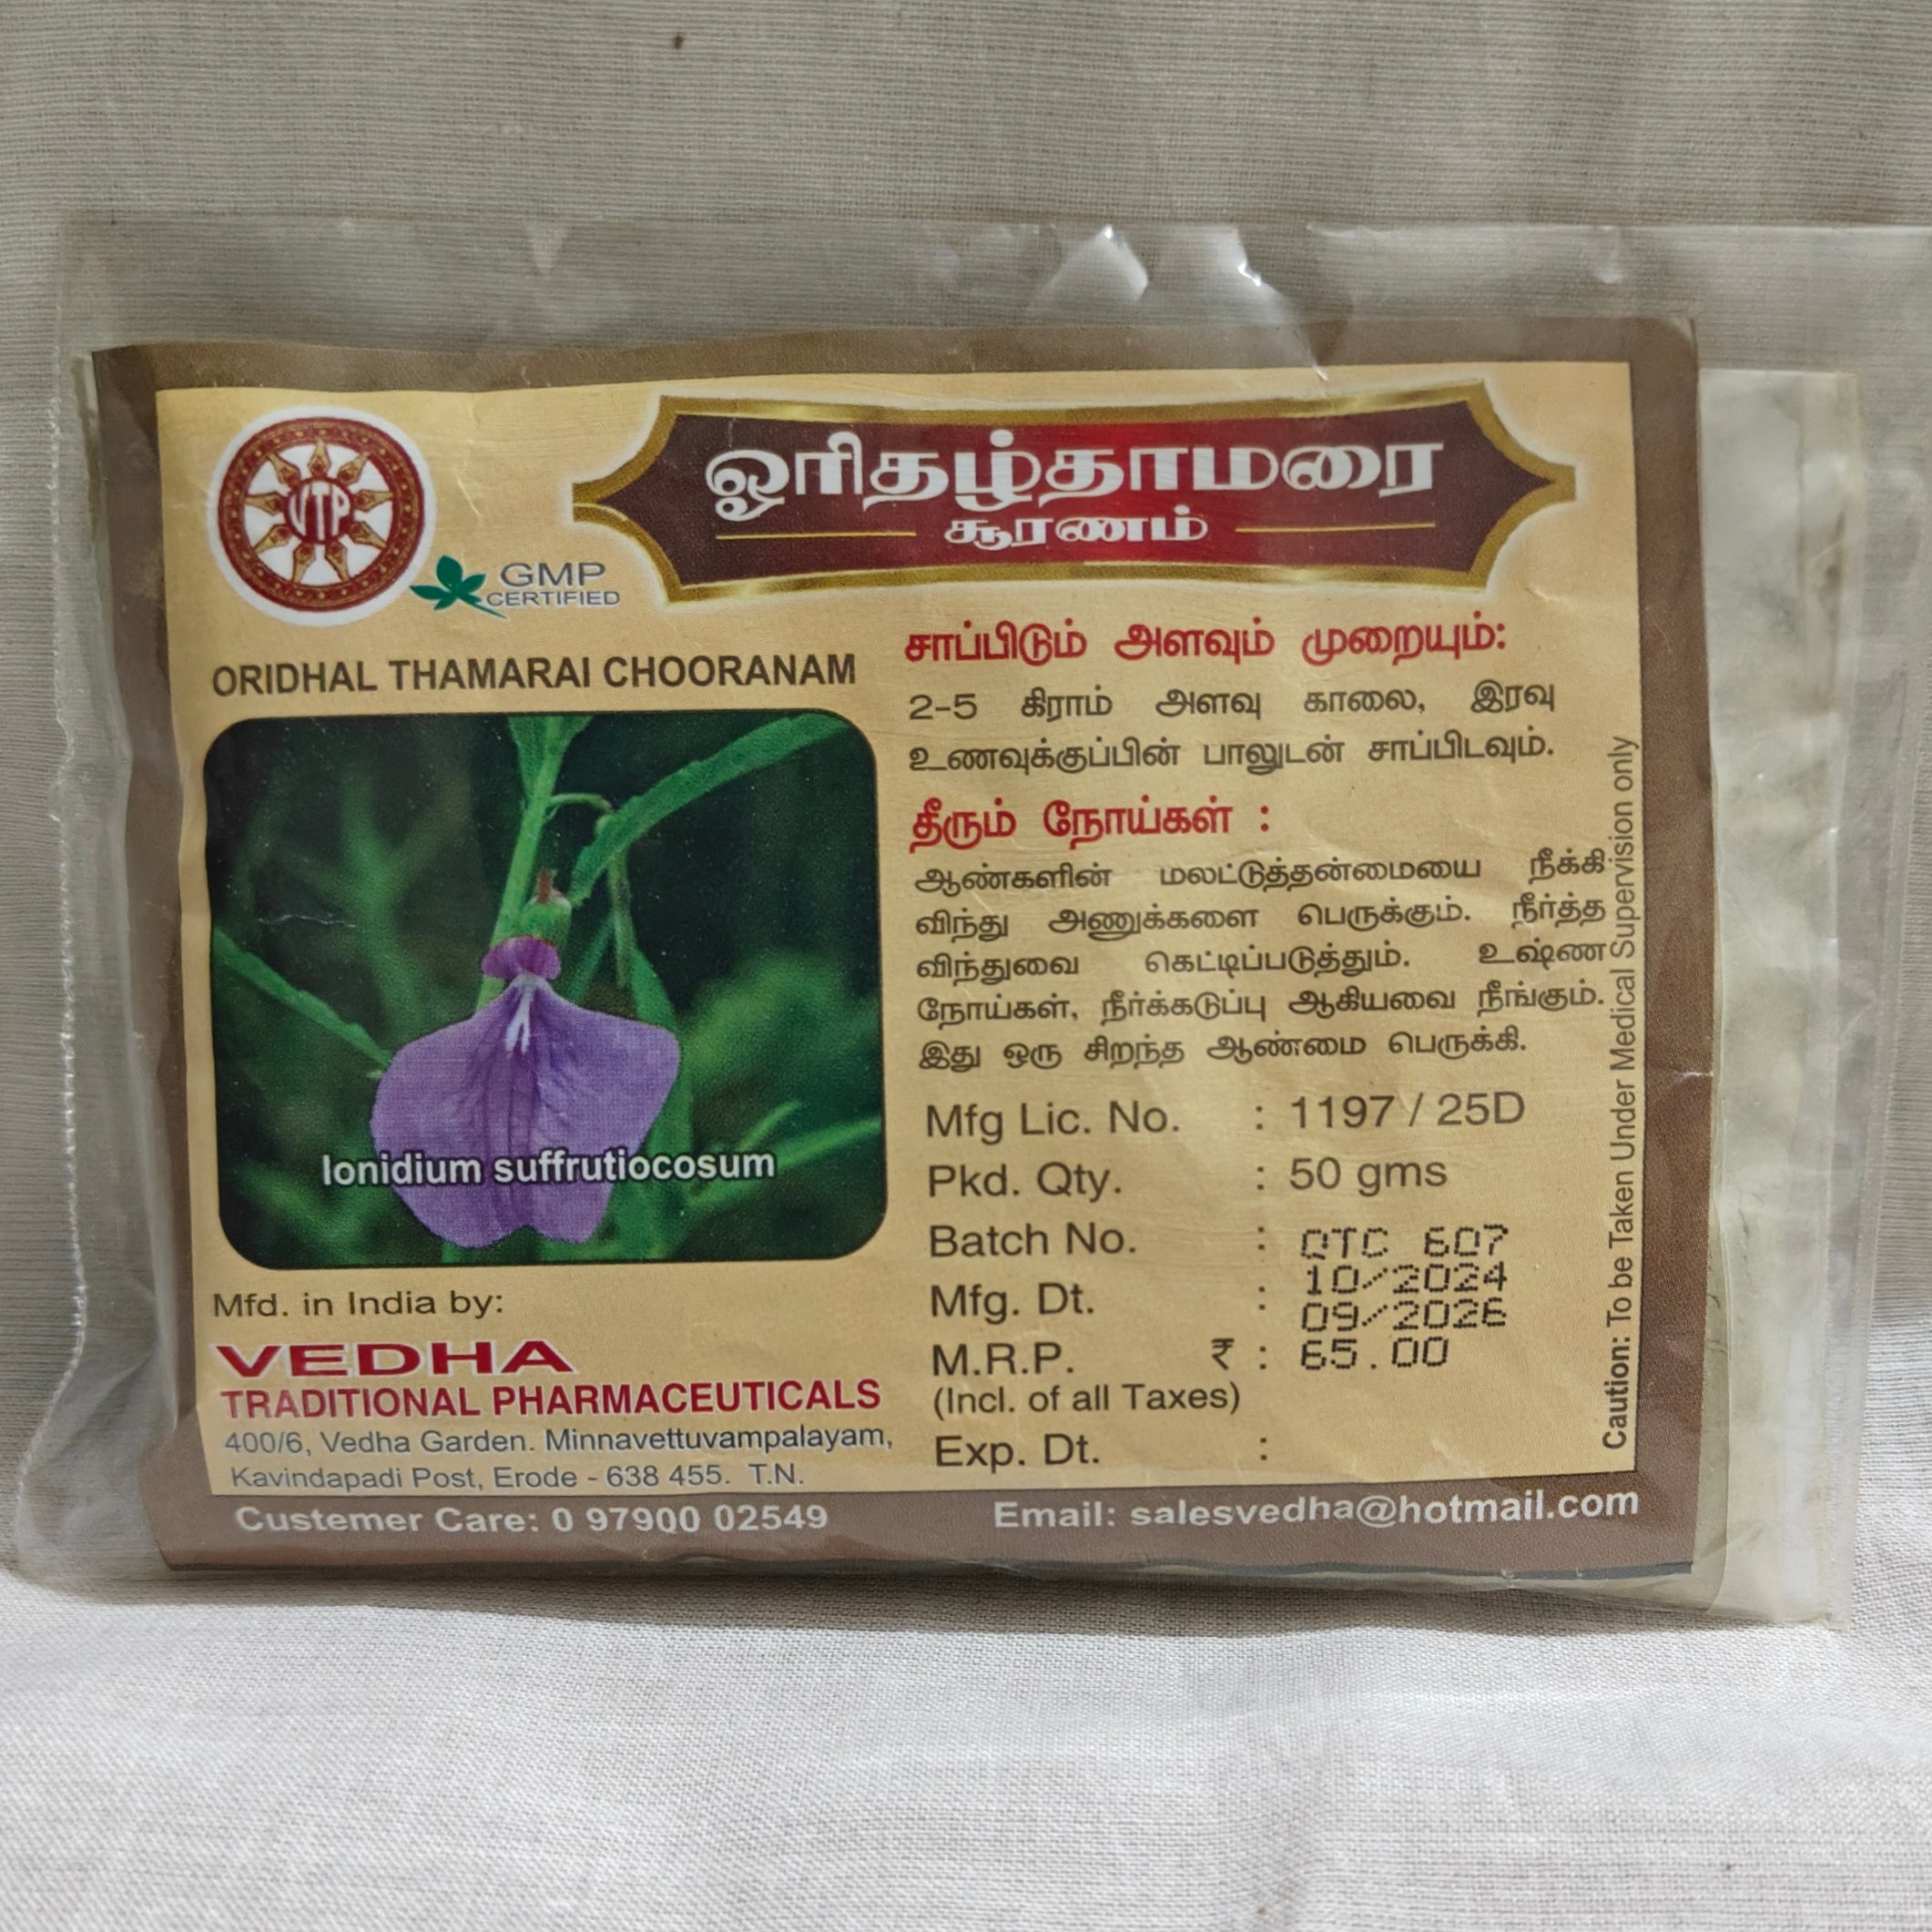 VTP
GMP
CERTIFIED
ஓரிதழ்தாமரை
சூரணம்
ORIDHAL THAMARAI CHOORANAM
Ionidium suffrutiocosum
Mfd. in India by:
VEDHA
TRADITIONAL PHARMACEUTICALS
400/6, Vedha Garden. Minnavettuvampalayam,
Kavindapadi Post, Erode - 638 455. T.N.
சாப்பிடும் அளவும் முறையும்:
2-5 கிராம் அளவு காலை, இரவு
உணவுக்குப்பின் பாலுடன் சாப்பிடவும்.
தீரும் நோய்கள் :
ஆண்களின் மலட்டுத்தன்மையை நீக்கி
விந்து அணுக்களை பெருக்கும். நீர்த்த
விந்துவை கெட்டிப்படுத்தும். உஷ்ண
நோய்கள், நீர்க்கடுப்பு ஆகியவை நீங்கும்.
இது ஒரு சிறந்த ஆண்மை பெருக்கி.
Mfg Lic. No. : 1197 / 25D
Pkd. Qty. : 50 gms
Batch No. : OTC 607
Mfg. Dt. : 10/2024
09/2026
M.R.P. ₹ : 65.00
(Incl. of all Taxes)
Exp. Dt. :
Caution: To be Taken Under Medical Supervision only
Custemer Care: 0 97900 02549
Email: salesvedha@hotmail.com